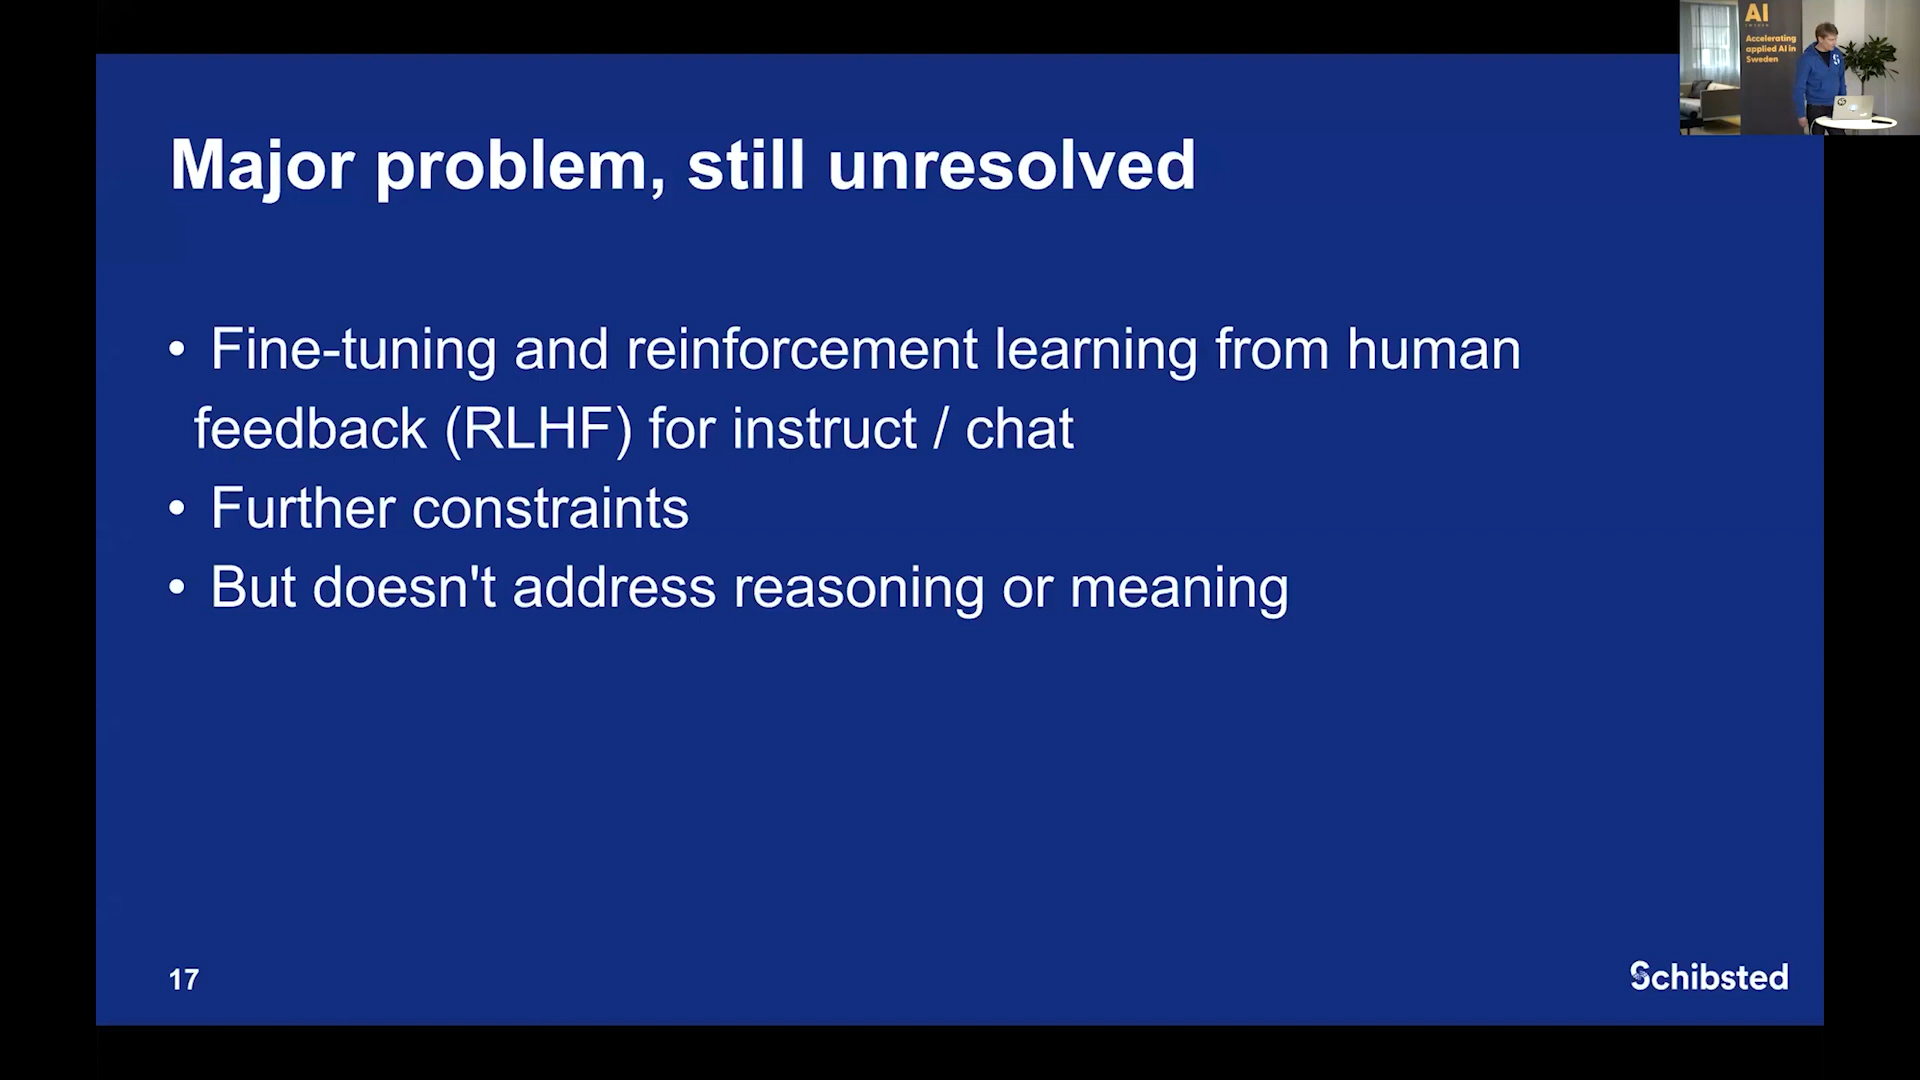 Major problem, still unresolved
• Fine-tuning and reinforcement learning from human
feedback (RLHF) for instruct / chat
• Further constraints
• But doesn't address reasoning or meaning
17
Schibsted
AI
Accelerating
applied AI in
Sweden